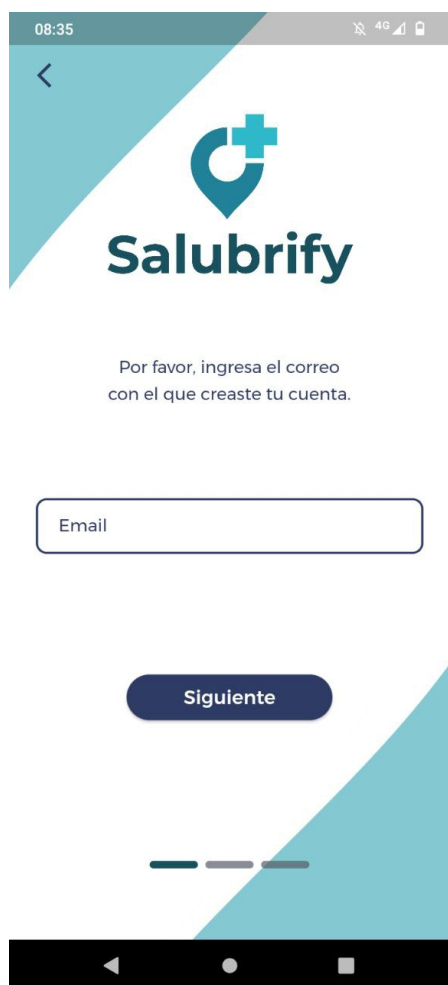 08:35
4G
Salubrify
Por favor, ingresa el correo
con el que creaste tu cuenta.
Email
Siguiente